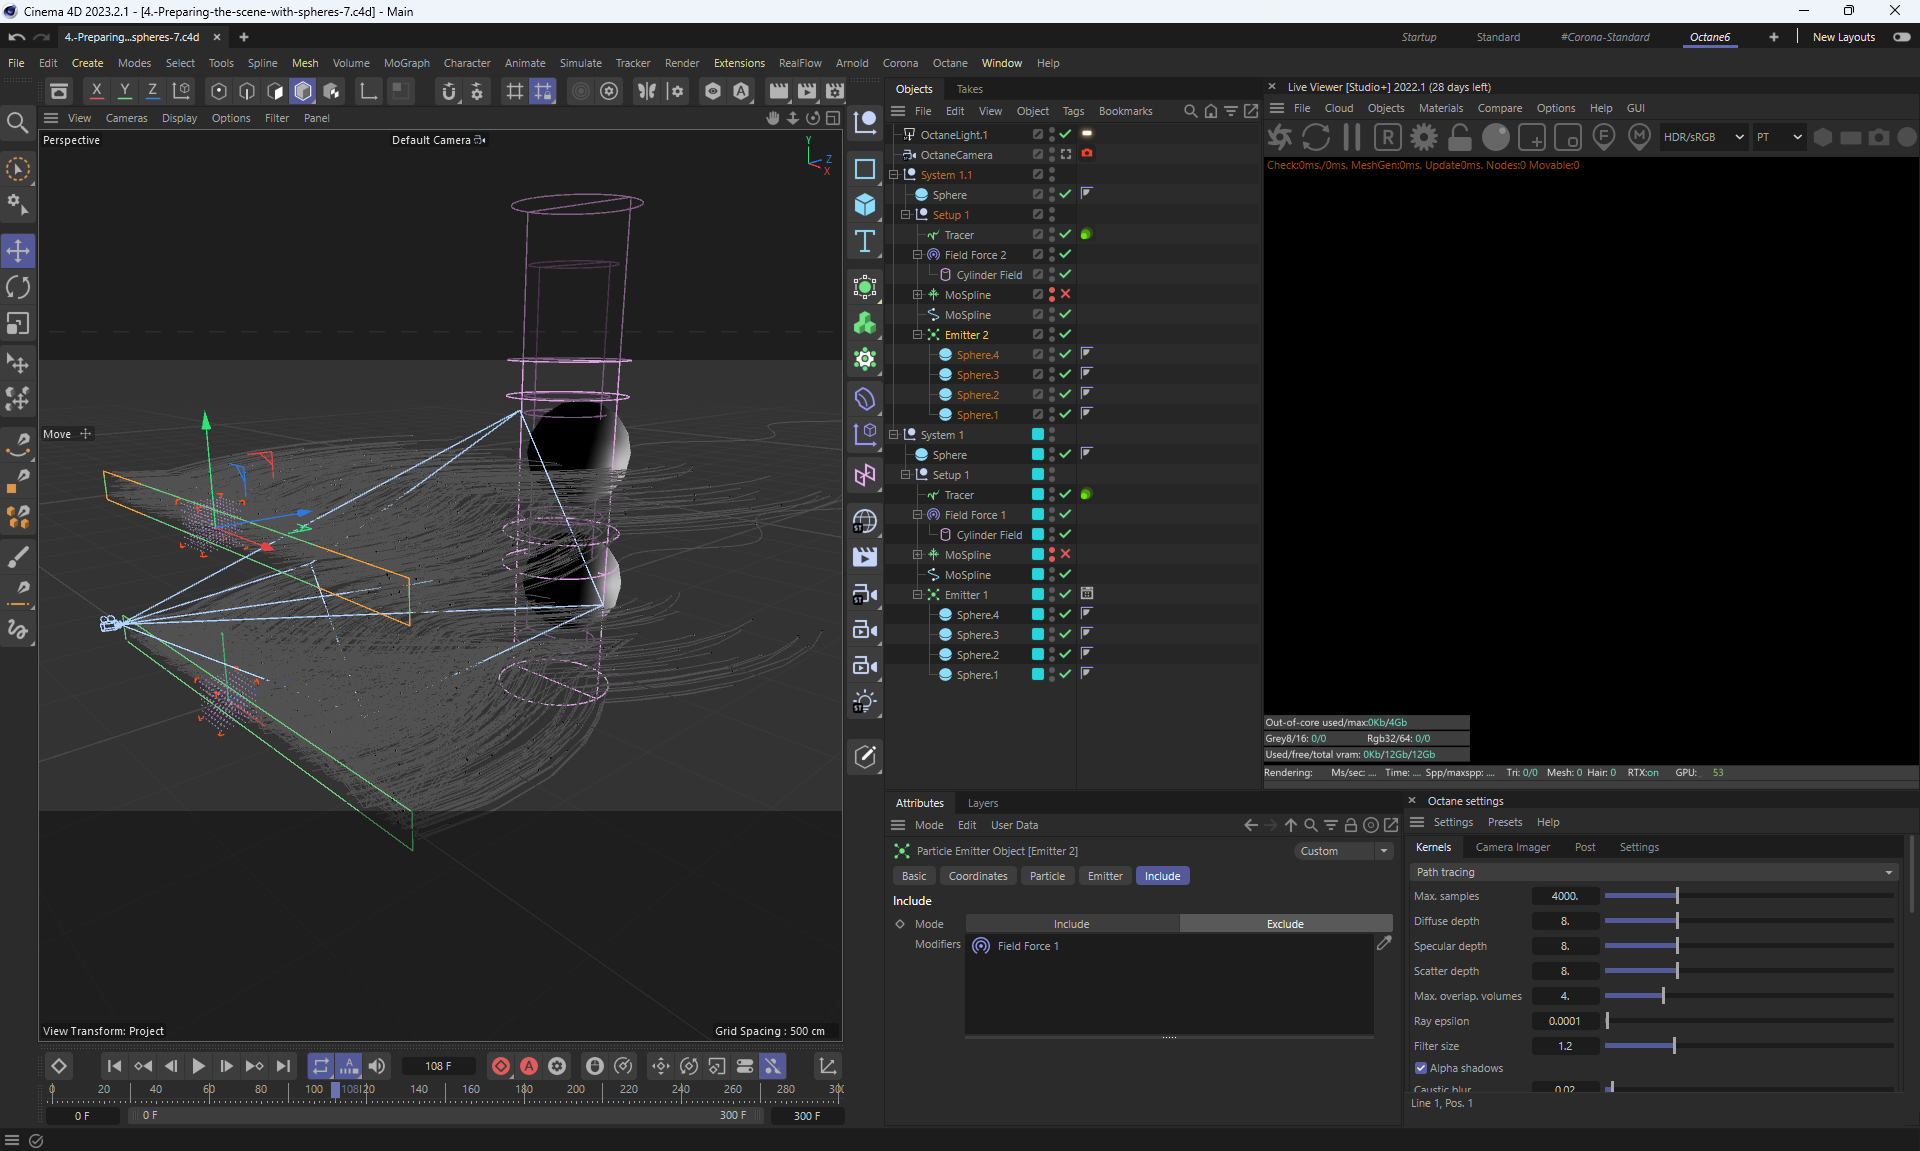 Cinema 4D 2023.2.1 - [4.-Preparing-the-scene-with-spheres-7.c4d] - Main
4.-Preparing...spheres-7.c4d
Startup Standard #Corona-Standard Octane6 New Layouts
File Edit Create Modes Select Tools Spline Mesh Volume MoGraph Character Animate Simulate Tracker Render Extensions RealFlow Arnold Corona Octane Window Help
X Y Z
View Cameras Display Options Filter Panel
Perspective
Default Camera
Y
Z
X
Move
View Transform: Project
Grid Spacing : 500 cm
Objects Takes
File Edit View Object Tags Bookmarks
OctaneLight.1
OctaneCamera
System 1.1
Sphere
Setup 1
Tracer
Field Force 2
Cylinder Field
MoSpline
MoSpline
Emitter 2
Sphere.4
Sphere.3
Sphere.2
Sphere.1
System 1
Sphere
Setup 1
Tracer
Field Force 1
Cylinder Field
MoSpline
MoSpline
Emitter 1
Sphere.4
Sphere.3
Sphere.2
Sphere.1
Live Viewer [Studio+] 2022.1 (28 days left)
File Cloud Objects Materials Compare Options Help GUI
R F M HDR/sRGB PT
Check:0ms./0ms. MeshGen:0ms. Update0ms. Nodes:0 Movable:0
Out-of-core used/max:0Kb/4Gb
Grey8/16: 0/0 Rgb32/64: 0/0
Used/free/total vram: 0Kb/12Gb/12Gb
Rendering: Ms/sec: .... Time: .... Spp/maxspp: .... Tri: 0/0 Mesh: 0 Hair: 0 RTX:on GPU: 53
Attributes Layers
Mode Edit User Data
Particle Emitter Object [Emitter 2]
Custom
Basic Coordinates Particle Emitter Include
Include
Mode Include Exclude
Modifiers Field Force 1
Octane settings
Settings Presets Help
Kernels Camera Imager Post Settings
Path tracing
Max. samples 4000.
Diffuse depth 8.
Specular depth 8.
Scatter depth 8.
Max. overlap. volumes 4.
Ray epsilon 0.0001
Filter size 1.2
Alpha shadows
Caustic blur 0.02
Line 1, Pos. 1
108 F
0 20 40 60 80 100 108 120 140 160 180 200 220 240 260 280 300
0 F 0 F 300 F 300 F